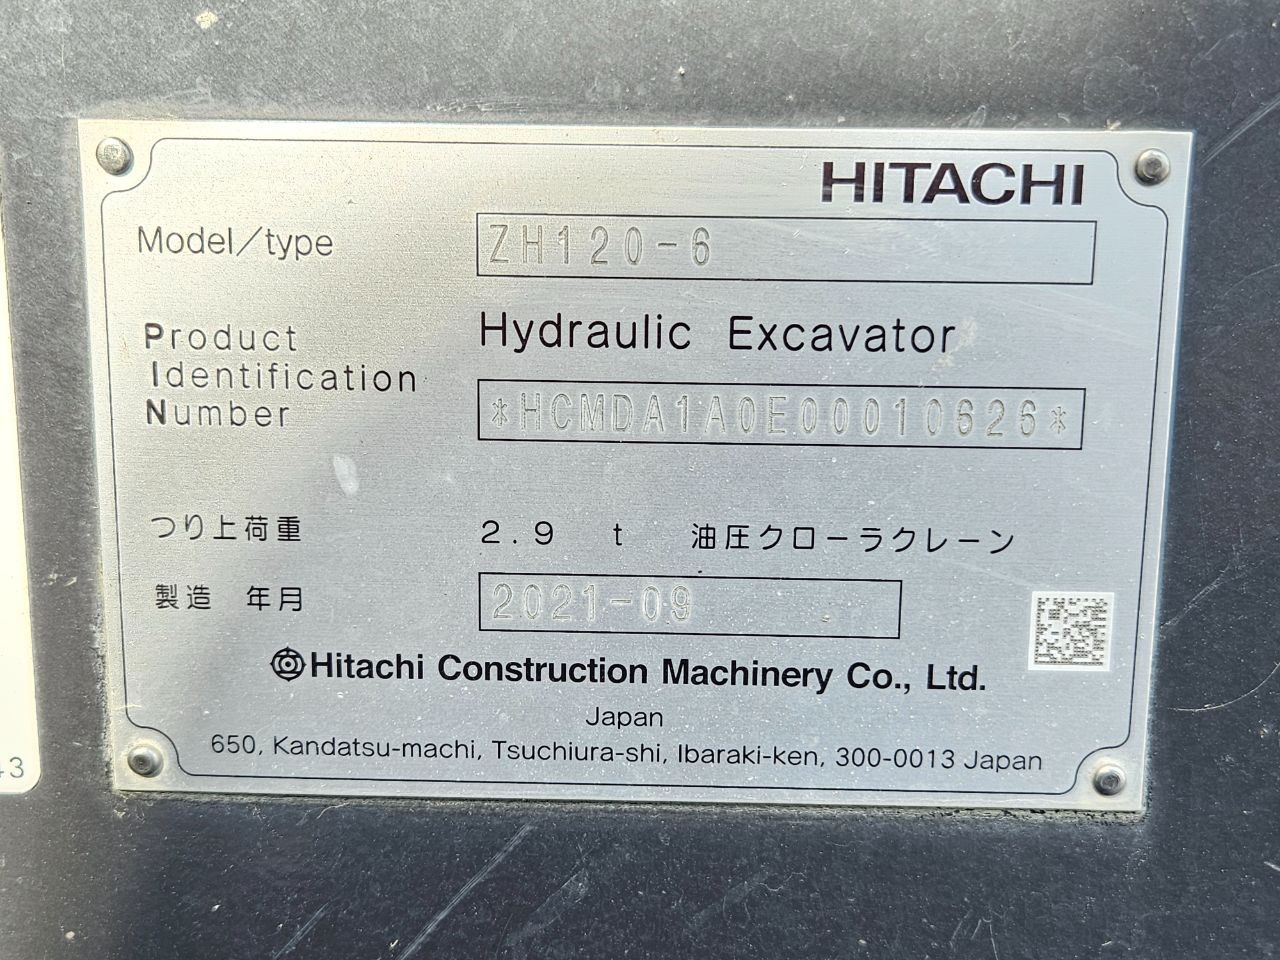 HITACHI
Model/type ZH120-6
Product Identification Number
Hydraulic Excavator
*HCMDA1A0E00010626*
つり上荷重 2.9 t 油圧クローラクレーン
製造 年月 2021-09
Hitachi Construction Machinery Co., Ltd.
Japan
650, Kandatsu-machi, Tsuchiura-shi, Ibaraki-ken, 300-0013 Japan